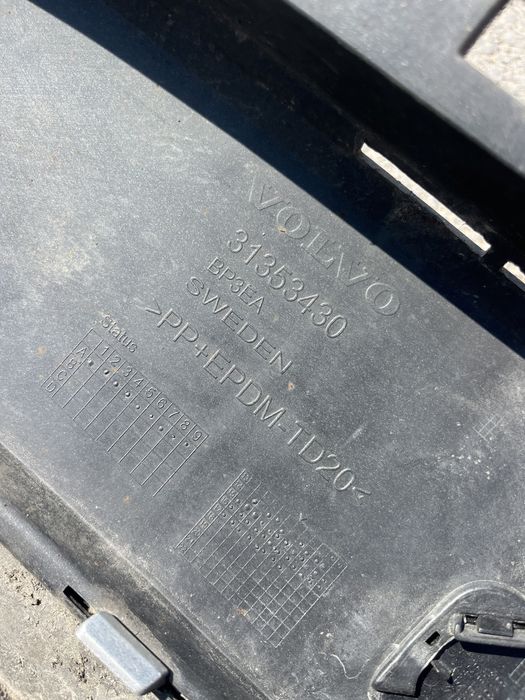 VOLVO
31353430
BP3EA
SWEDEN
>PP+EPDM-TD20<
Status
1 2 3 4 5 6 7 8 9
A
B
C
D